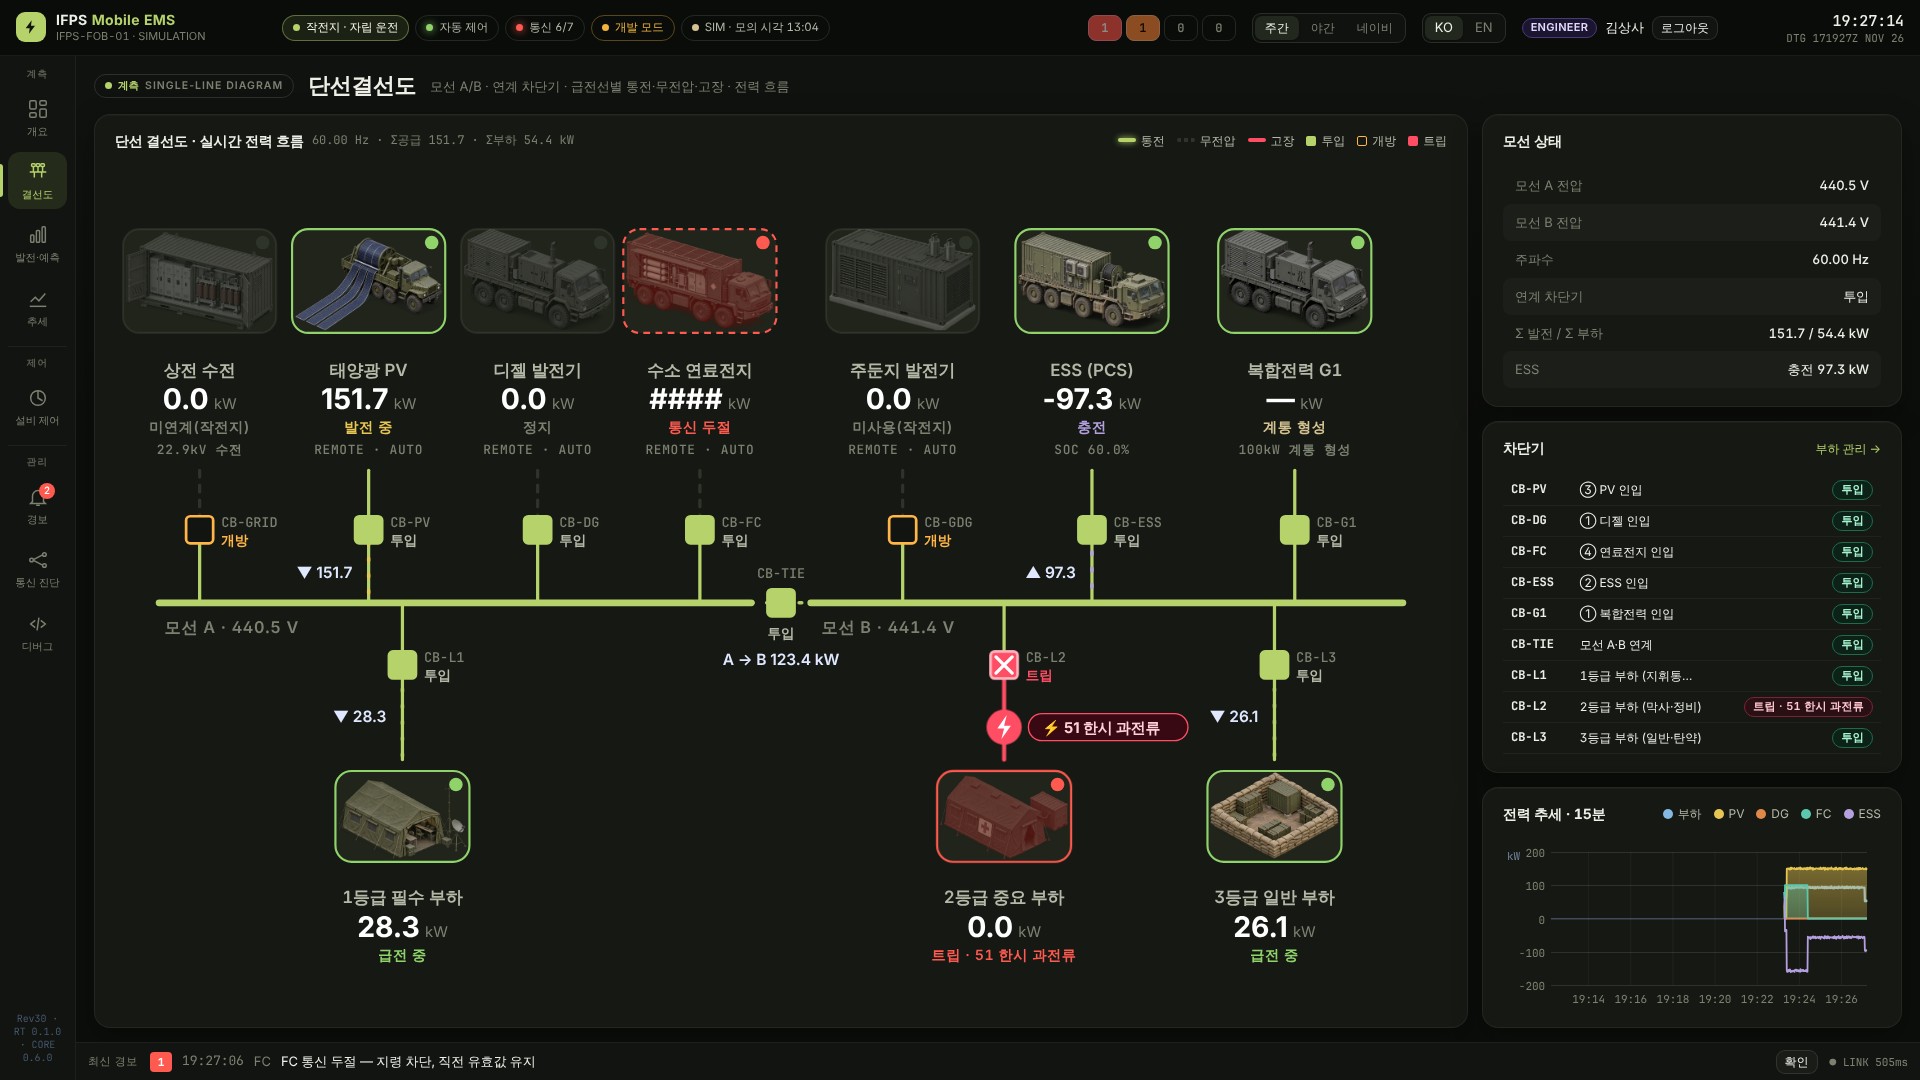 IFPS Mobile EMS
IFPS-FOB-01 · SIMULATION
작전지 · 자립 운전
자동 제어
통신 6/7
개발 모드
SIM · 모의 시각 13:04
1 1 0 0
주간 야간 네이비
KO EN
ENGINEER 김상사 로그아웃
19:27:14
DTG 171927Z NOV 26
계측
개요
결선도
발전·예측
추세
제어
설비 제어
관리
2
경보
통신 진단
디버그
Rev30 ·
RT 0.1.0
· CORE
0.6.0
계측 SINGLE-LINE DIAGRAM
단선결선도
모선 A/B · 연계 차단기 · 급전선별 통전·무전압·고장 · 전력 흐름
단선 결선도 · 실시간 전력 흐름 60.00 Hz · Σ공급 151.7 · Σ부하 54.4 kW
통전 무전압 고장 투입 개방 트립
상전 수전
0.0 kW
미연계(작전지)
22.9kV 수전
태양광 PV
151.7 kW
발전 중
REMOTE · AUTO
디젤 발전기
0.0 kW
정지
REMOTE · AUTO
수소 연료전지
#### kW
통신 두절
REMOTE · AUTO
주둔지 발전기
0.0 kW
미사용(작전지)
REMOTE · AUTO
ESS (PCS)
-97.3 kW
충전
SOC 60.0%
복합전력 G1
— kW
계통 형성
100kW 계통 형성
CB-GRID
개방
CB-PV
투입
CB-DG
투입
CB-FC
투입
CB-GDG
개방
CB-ESS
투입
CB-G1
투입
▼ 151.7
▲ 97.3
CB-TIE
투입
모선 A · 440.5 V
모선 B · 441.4 V
A → B 123.4 kW
CB-L1
투입
CB-L2
트립
CB-L3
투입
▼ 28.3
⚡ 51 한시 과전류
▼ 26.1
1등급 필수 부하
28.3 kW
급전 중
2등급 중요 부하
0.0 kW
트립 · 51 한시 과전류
3등급 일반 부하
26.1 kW
급전 중
모선 상태
모선 A 전압 440.5 V
모선 B 전압 441.4 V
주파수 60.00 Hz
연계 차단기 투입
Σ 발전 / Σ 부하 151.7 / 54.4 kW
ESS 충전 97.3 kW
차단기 부하 관리 →
CB-PV ③ PV 인입 투입
CB-DG ① 디젤 인입 투입
CB-FC ④ 연료전지 인입 투입
CB-ESS ② ESS 인입 투입
CB-G1 ① 복합전력 인입 투입
CB-TIE 모선 A·B 연계 투입
CB-L1 1등급 부하 (지휘통... 투입
CB-L2 2등급 부하 (막사·정비) 트립 · 51 한시 과전류
CB-L3 3등급 부하 (일반·탄약) 투입
전력 추세 · 15분 부하 PV DG FC ESS
kW 200
100
0
-100
-200
19:14 19:16 19:18 19:20 19:22 19:24 19:26
최신 경보 1 19:27:06 FC FC 통신 두절 — 지령 차단, 직전 유효값 유지
확인 LINK 505ms